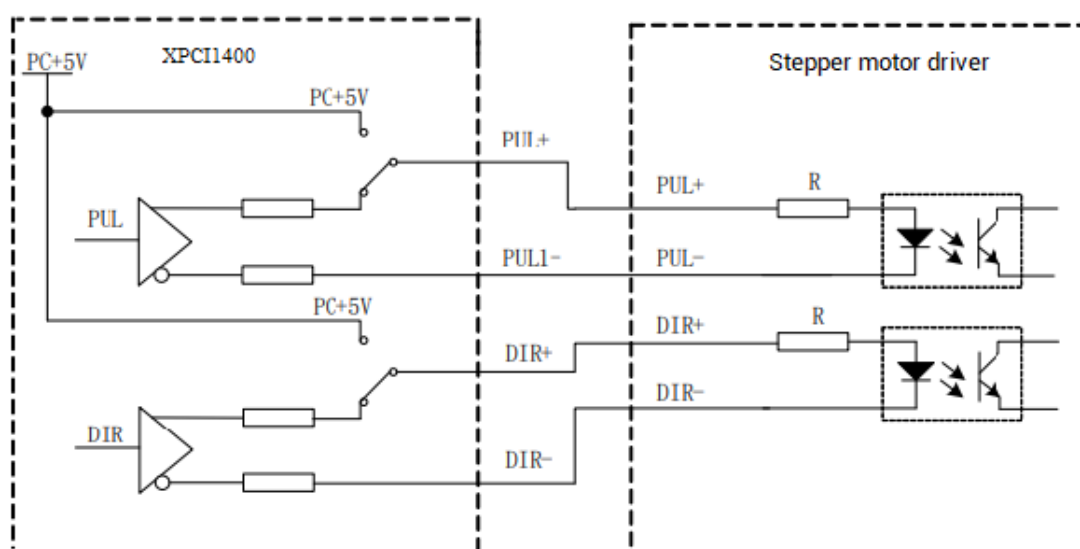 XPCI1400
Stepper motor driver
PC+5V
PC+5V
PUL+
PUL+
R
PUL
PUL1-
PUL-
PC+5V
DIR+
R
DIR+
DIR-
DIR
DIR-